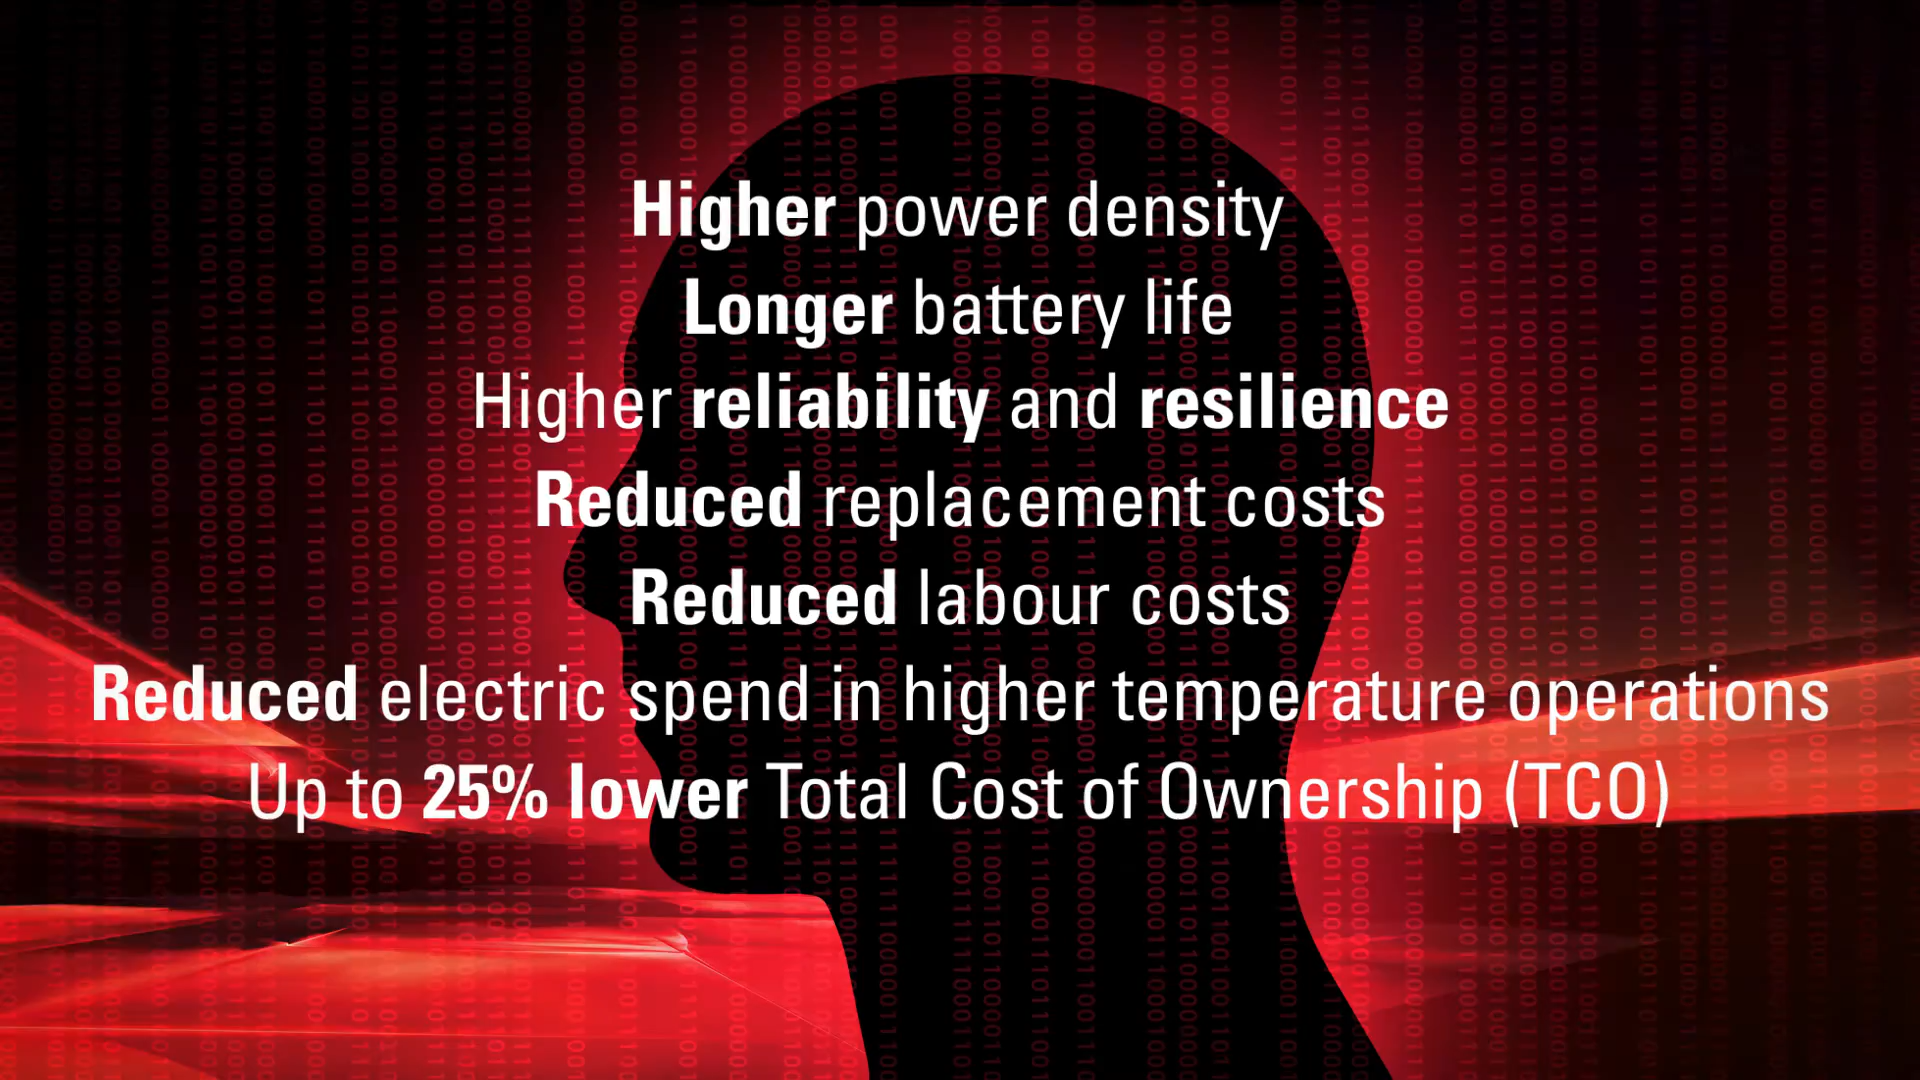 Higher power density
Longer battery life
Higher reliability and resilience
Reduced replacement costs
Reduced labour costs
Reduced electric spend in higher temperature operations
Up to 25% lower Total Cost of Ownership (TCO)